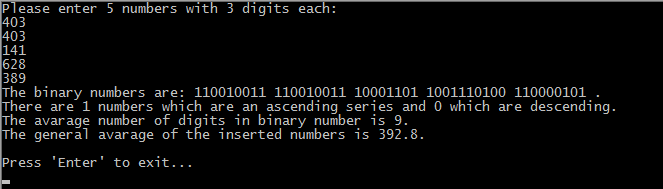 Please enter 5 numbers with 3 digits each:
403
403
141
628
389
The binary numbers are: 110010011 110010011 10001101 1001110100 110000101 .
There are 1 numbers which are an ascending series and 0 which are descending.
The avarage number of digits in binary number is 9.
The general avarage of the inserted numbers is 392.8.
Press 'Enter' to exit...